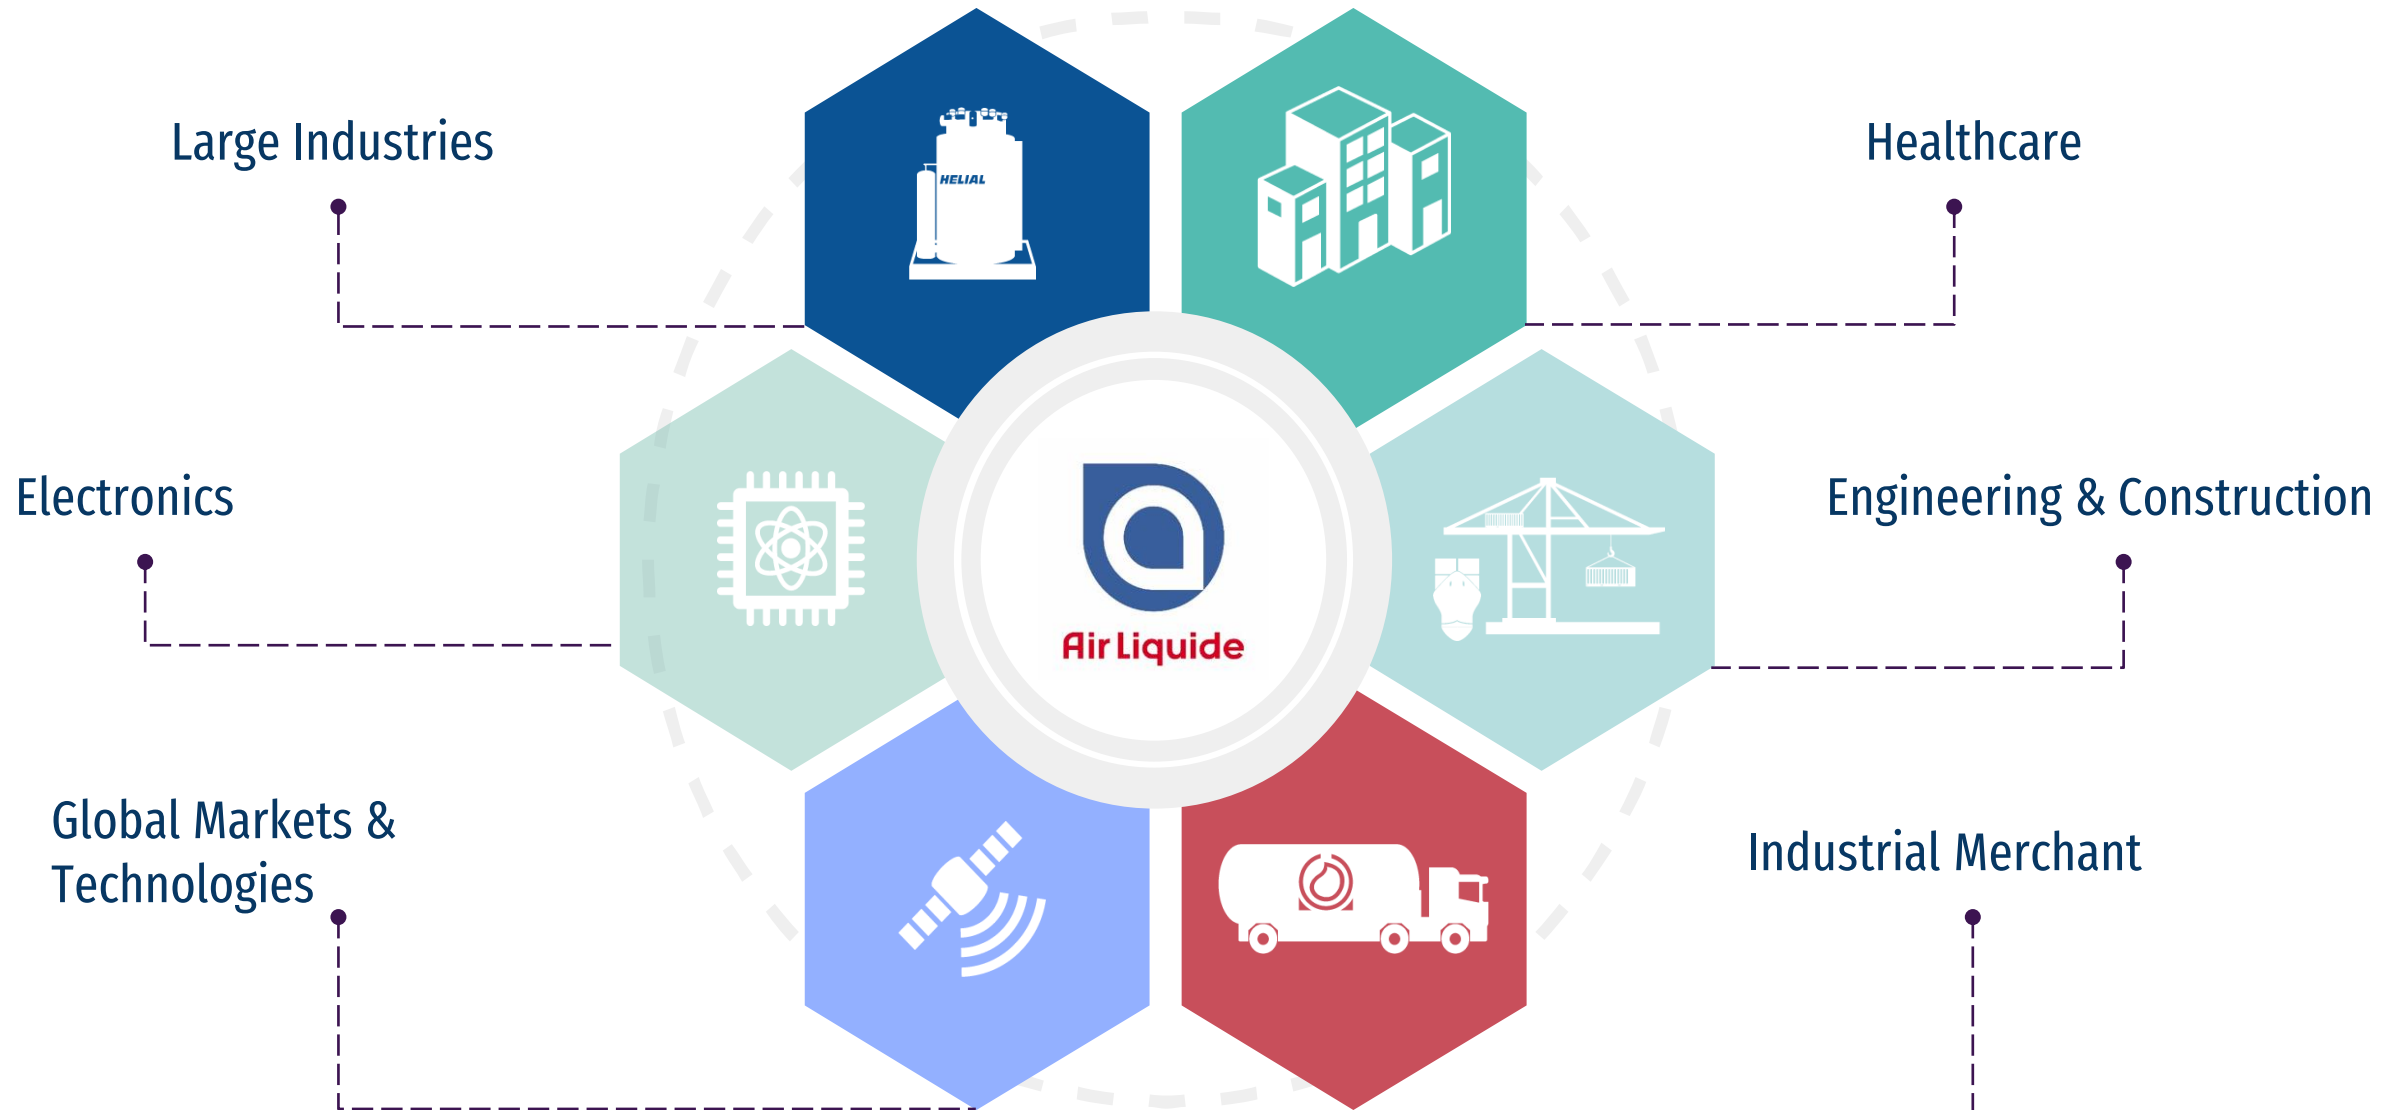 Large Industries
HELIAL
Healthcare
Electronics
Air Liquide
Engineering & Construction
Global Markets &
Technologies
Industrial Merchant